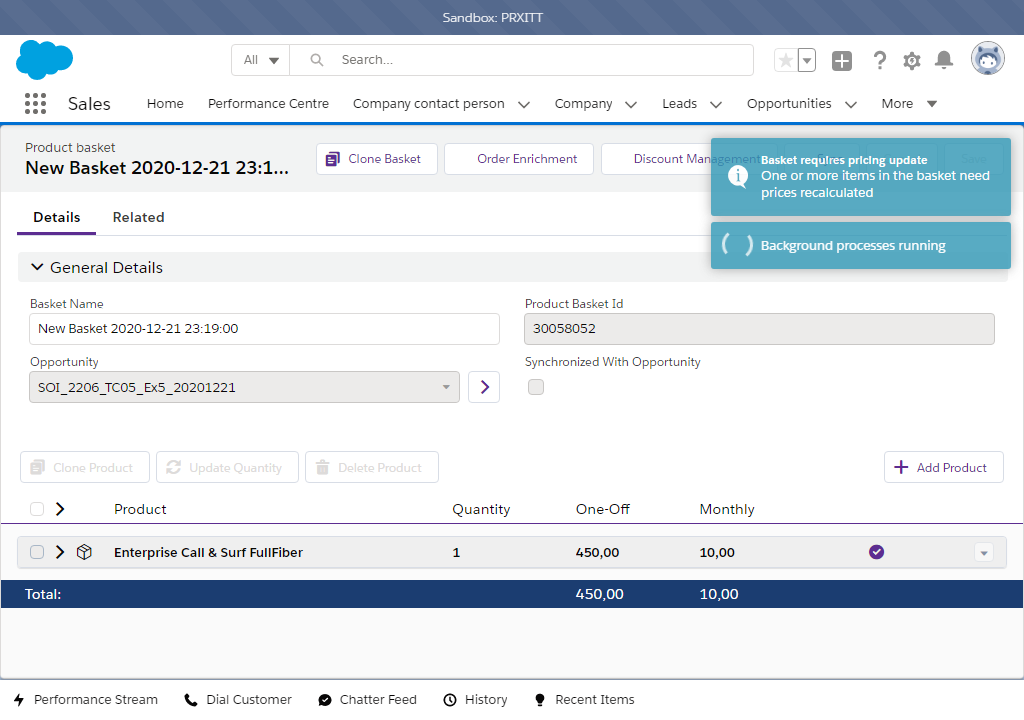 Sandbox: PRXITT
All
Search...
Sales Home Performance Centre Company contact person Company Leads Opportunities More
Product basket
New Basket 2020-12-21 23:1...
Clone Basket Order Enrichment Discount Management
Basket requires pricing update
One or more items in the basket need
prices recalculated
Background processes running
Details Related
General Details
Basket Name Product Basket Id
New Basket 2020-12-21 23:19:00 30058052
Opportunity Synchronized With Opportunity
SOI_2206_TC05_Ex5_20201221
Clone Product Update Quantity Delete Product Add Product
Product Quantity One-Off Monthly
Enterprise Call & Surf FullFiber 1 450,00 10,00
Total: 450,00 10,00
Performance Stream Dial Customer Chatter Feed History Recent Items